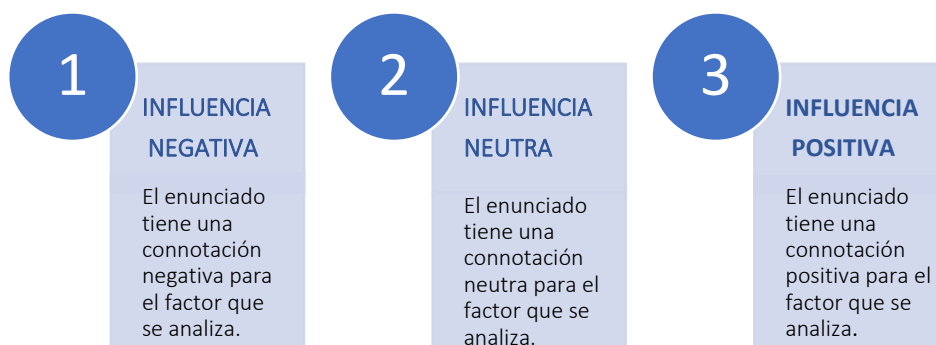 1
INFLUENCIA
NEGATIVA
El enunciado
tiene una
connotación
negativa para
el factor que
se analiza.
2
INFLUENCIA
NEUTRA
El enunciado
tiene una
connotación
neutra para el
factor que se
analiza.
3
INFLUENCIA
POSITIVA
El enunciado
tiene una
connotación
positiva para el
factor que se
analiza.